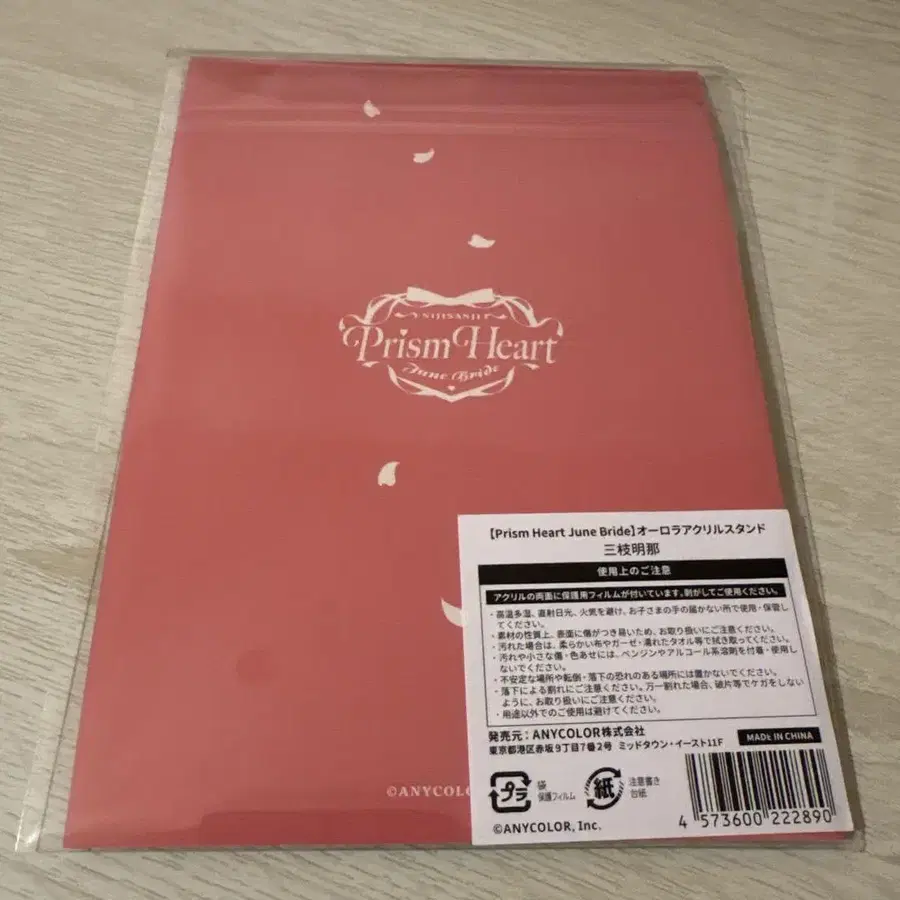 NIJISANJI
Prism Heart
June Bride
【Prism Heart June Bride】オーロラアクリルスタンド
三枝明那
使用上のご注意
アクリルの両面に保護用フィルムが付いています。剥がしてご使用ください。
・高温多湿、直射日光、火気を避け、お子さまの手の届かない所で使用・保管し
てください。
・素材の性質上、表面に傷がつき易いため、お取り扱いにご注意ください。
・汚れた場合は、柔らかい布やガーゼ・濡れたタオル等で拭き取ってください。
・汚れや小さな傷・色あせには、ベンジンやアルコール系溶剤を付着・使用し
ないでください。
・不安定な場所や転倒・落下の恐れのある場所には置かないでください。
・落下による割れにご注意ください。万一割れた場合、破片等でケガをしない
ように、お取り扱いにご注意ください。
・用途以外でのご使用は避けてください。
発売元：ANYCOLOR株式会社
東京都港区赤坂9丁目7番2号 ミッドタウン・イースト11F
MADE IN CHINA
プラ
袋
保護フィルム
紙
注意書き
台紙
4 573600 222890
©ANYCOLOR, Inc.
©ANYCOLO